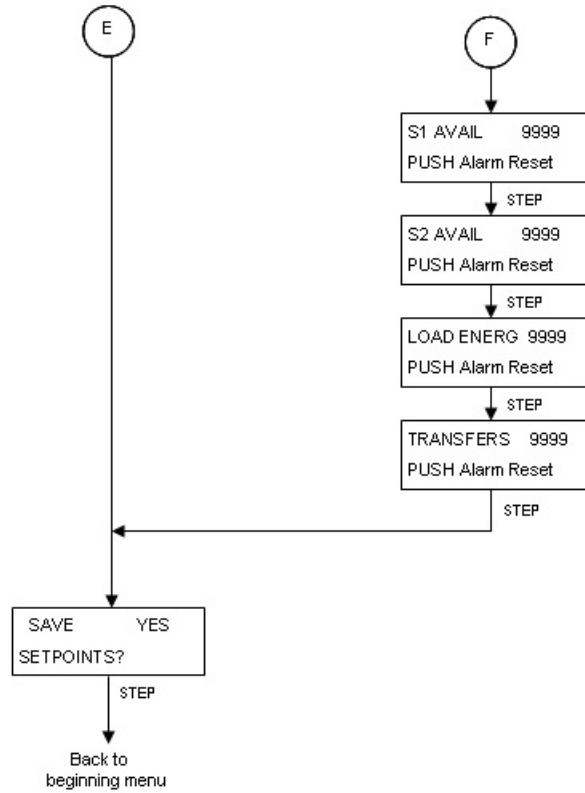 E
F
S1 AVAIL 9999
PUSH Alarm Reset
STEP
S2 AVAIL 9999
PUSH Alarm Reset
STEP
LOAD ENERG 9999
PUSH Alarm Reset
STEP
TRANSFERS 9999
PUSH Alarm Reset
STEP
SAVE YES
SETPOINTS?
STEP
Back to
beginning menu